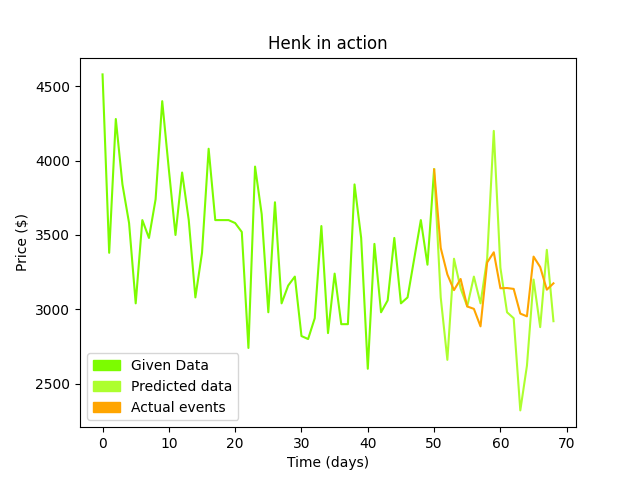 Henk in action
Price ($)
4500
4000
3500
3000
2500
Given Data
Predicted data
Actual events
0 10 20 30 40 50 60 70
Time (days)